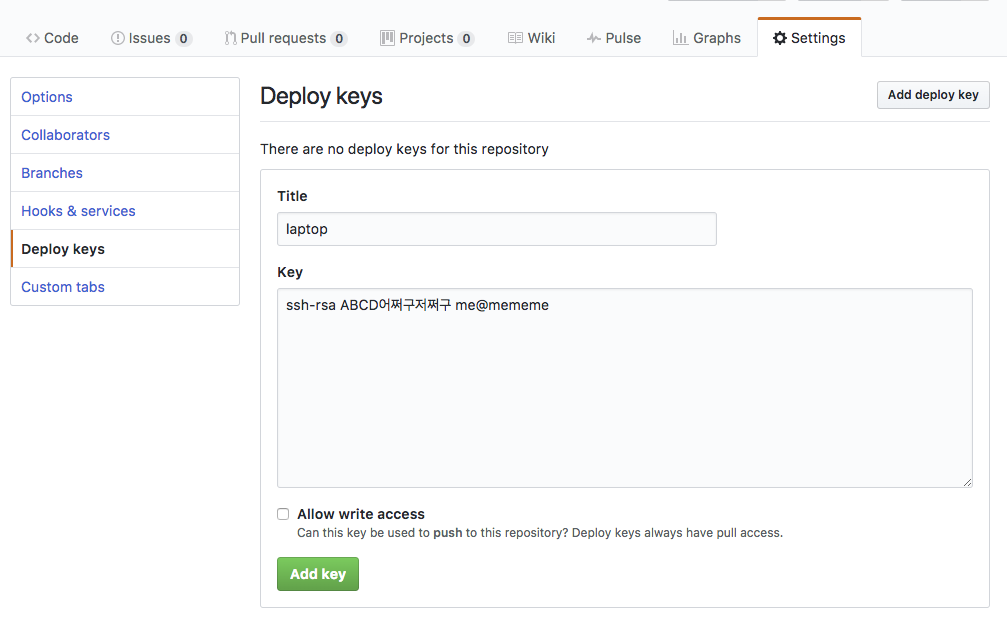 Code Issues 0 Pull requests 0 Projects 0 Wiki Pulse Graphs Settings
Options
Collaborators
Branches
Hooks & services
Deploy keys
Custom tabs
Deploy keys Add deploy key
There are no deploy keys for this repository
Title
laptop
Key
ssh-rsa ABCD어쩌구저쩌구 me@mememe
Allow write access
Can this key be used to push to this repository? Deploy keys always have pull access.
Add key